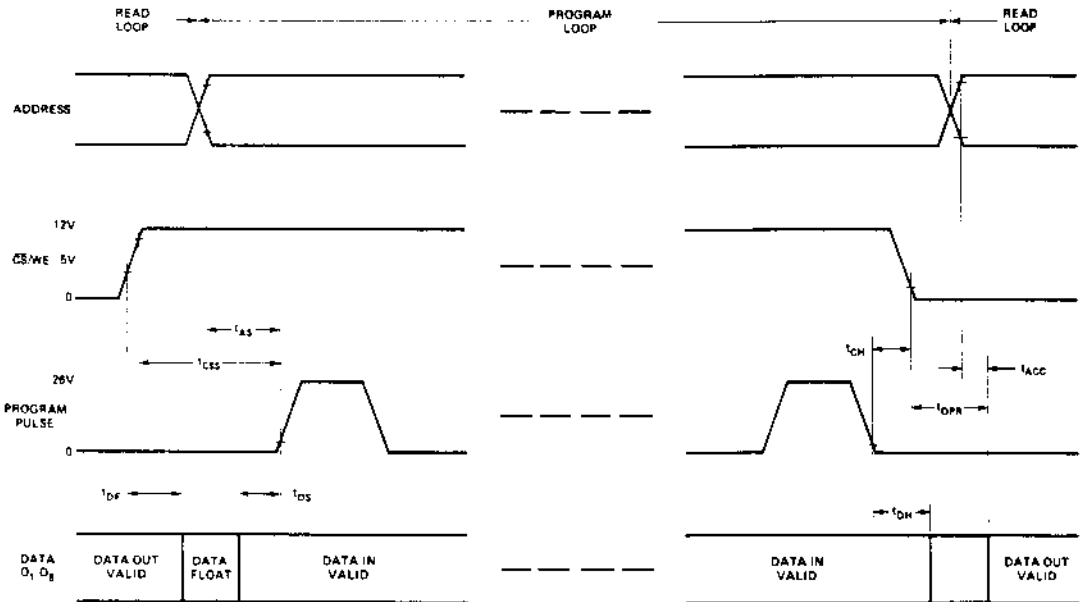 READ LOOP
PROGRAM LOOP
READ LOOP
ADDRESS
12V
CS/WE 5V
0
tAS
tCSS
tCH
tACC
26V
tDPR
PROGRAM PULSE
0
tDF
tDS
tDH
DATA O1-O8
DATA OUT VALID
DATA FLOAT
DATA IN VALID
DATA IN VALID
DATA OUT VALID